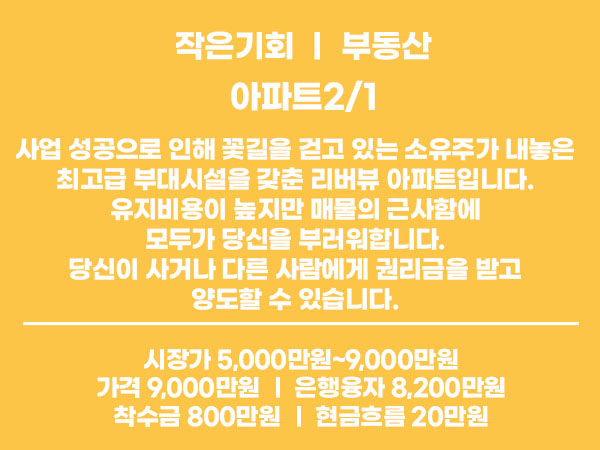 작은기회 ㅣ 부동산
아파트2/1
사업 성공으로 인해 꽃길을 걷고 있는 소유주가 내놓은
최고급 부대시설을 갖춘 리버뷰 아파트입니다.
유지비용이 높지만 매물의 근사함에
모두가 당신을 부러워합니다.
당신이 사거나 다른 사람에게 권리금을 받고
양도할 수 있습니다.
시장가 5,000만원~9,000만원
가격 9,000만원 ㅣ 은행융자 8,200만원
착수금 800만원 ㅣ 현금흐름 20만원